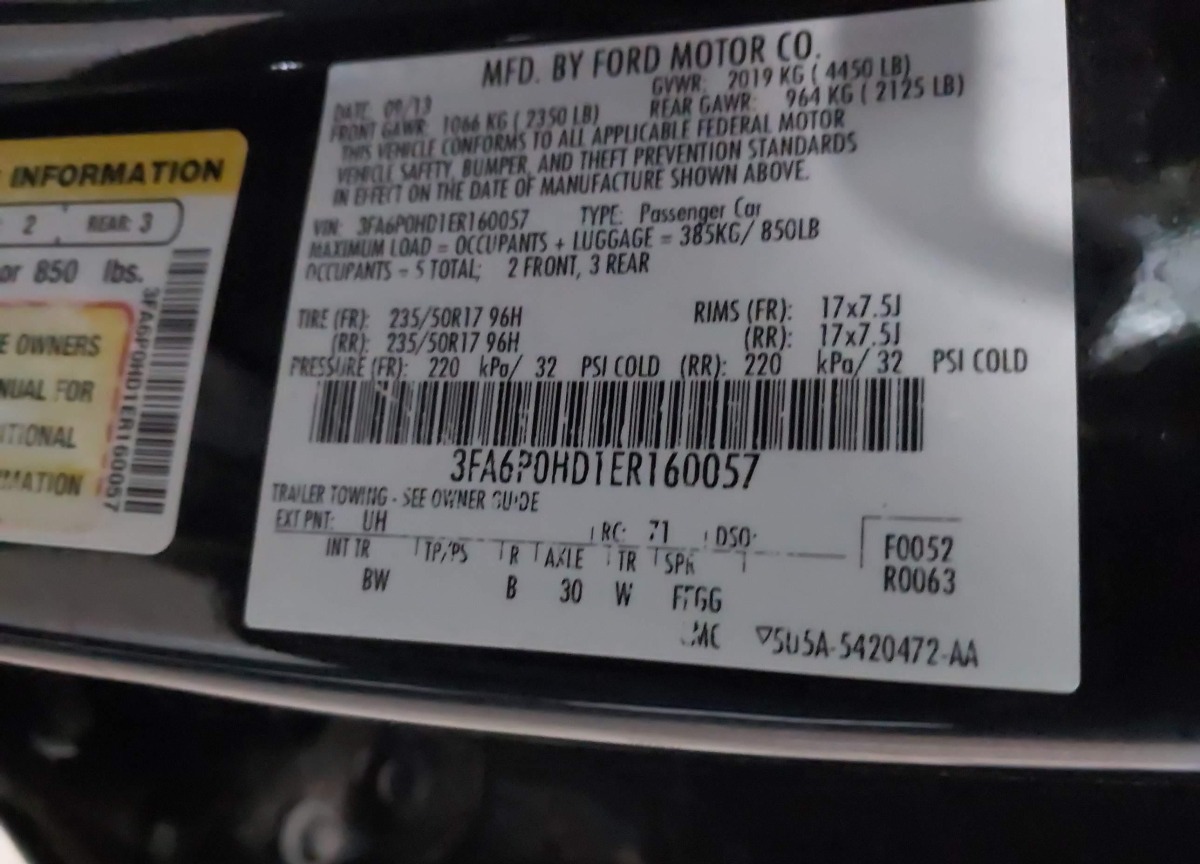 INFORMATION
2 REAR: 3
or 850 lbs.
E OWNERS
NUAL FOR
ITIONAL
MATION
3FA6P0HD1ER160057
MFD. BY FORD MOTOR CO.
DATE: 09/13 GVWR: 2019 KG ( 4450 LB)
FRONT GAWR: 1066 KG ( 2350 LB) REAR GAWR: 964 KG ( 2125 LB)
THIS VEHICLE CONFORMS TO ALL APPLICABLE FEDERAL MOTOR
VEHICLE SAFETY, BUMPER, AND THEFT PREVENTION STANDARDS
IN EFFECT ON THE DATE OF MANUFACTURE SHOWN ABOVE.
VIN: 3FA6P0HD1ER160057 TYPE: Passenger Car
MAXIMUM LOAD = OCCUPANTS + LUGGAGE = 385KG/ 850LB
OCCUPANTS = 5 TOTAL; 2 FRONT, 3 REAR
TIRE (FR): 235/50R17 96H RIMS (FR): 17x7.5J
(RR): 235/50R17 96H (RR): 17x7.5J
PRESSURE (FR): 220 kPa/ 32 PSI COLD (RR): 220 kPa/ 32 PSI COLD
3FA6P0HD1ER160057
TRAILER TOWING - SEE OWNER GUIDE
EXT PNT: UH RC: 71 DSO:
INT TR TP/PS R AXLE TR SPR F0052
BW B 30 W FFGG R0063
5U5A-5420472-AA